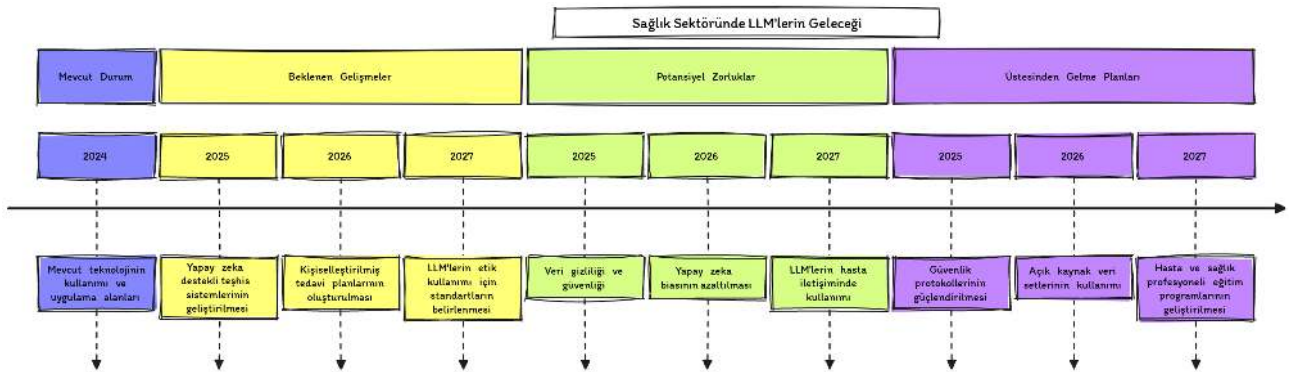 Sağlık Sektöründe LLM'lerin Geleceği
Mevcut Durum
Beklenen Gelişmeler
Potansiyel Zorluklar
Üstesinden Gelme Planları
2024
2025
2026
2027
2025
2026
2027
2025
2026
2027
Mevcut teknolojinin
kullanımı ve
uygulama alanları
Yapay zeka
destekli teşhis
sistemlerinin
geliştirilmesi
Kişiselleştirilmiş
tedavi planlarının
oluşturulması
LLM'lerin etik
kullanımı için
standartların
belirlenmesi
Veri gizliliği ve
güvenliği
Yapay zeka
biasının azaltılması
LLM'lerin hasta
iletişiminde
kullanımı
Güvenlik
protokollerinin
güçlendirilmesi
Açık kaynak veri
setlerinin kullanımı
Hasta ve sağlık
profesyoneli eğitim
programlarının
geliştirilmesi